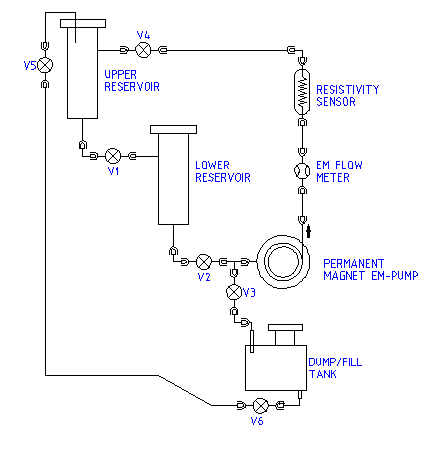 V4
V5
UPPER
RESERVOIR
RESISTIVITY
SENSOR
LOWER
RESERVOIR
EM FLOW
METER
V1
V2
PERMANENT
MAGNET EM-PUMP
V3
DUMP/FILL
TANK
V6